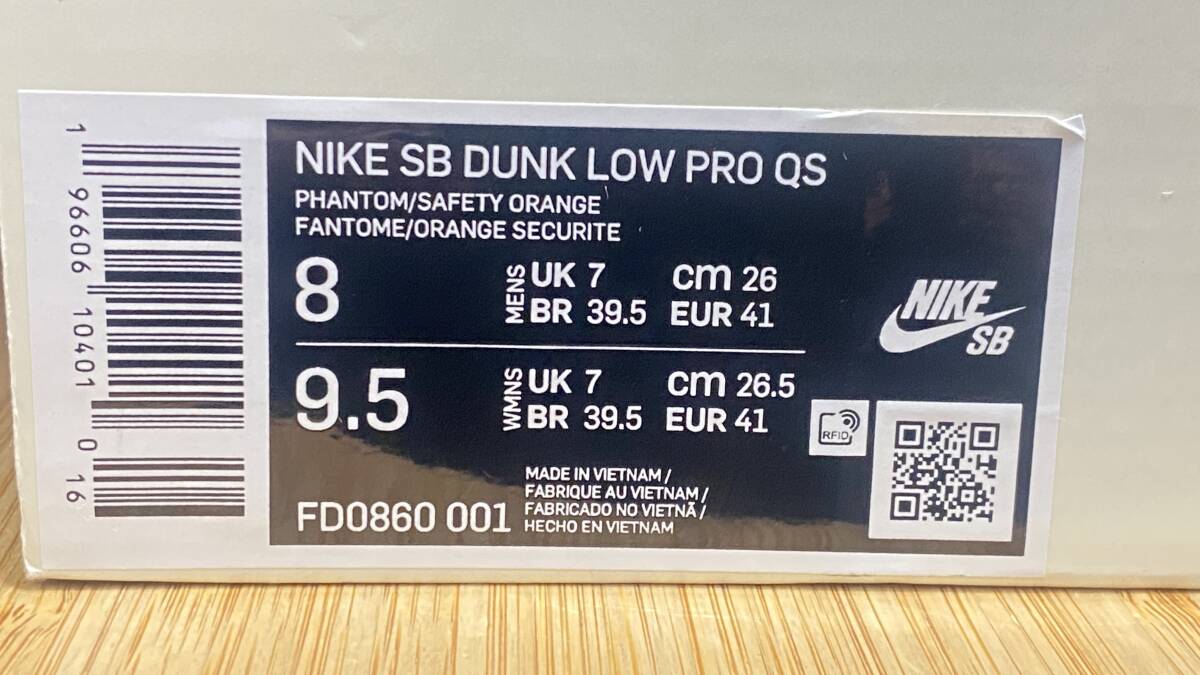 1 96606 10401 0 16
NIKE SB DUNK LOW PRO QS
PHANTOM/SAFETY ORANGE
FANTOME/ORANGE SECURITE
8 MENS UK 7 cm 26
BR 39.5 EUR 41
9.5 WMNS UK 7 cm 26.5
BR 39.5 EUR 41
NIKE
SB
RFID
FD0860 001
MADE IN VIETNAM /
FABRIQUE AU VIETNAM /
FABRICADO NO VIETNÃ /
HECHO EN VIETNAM